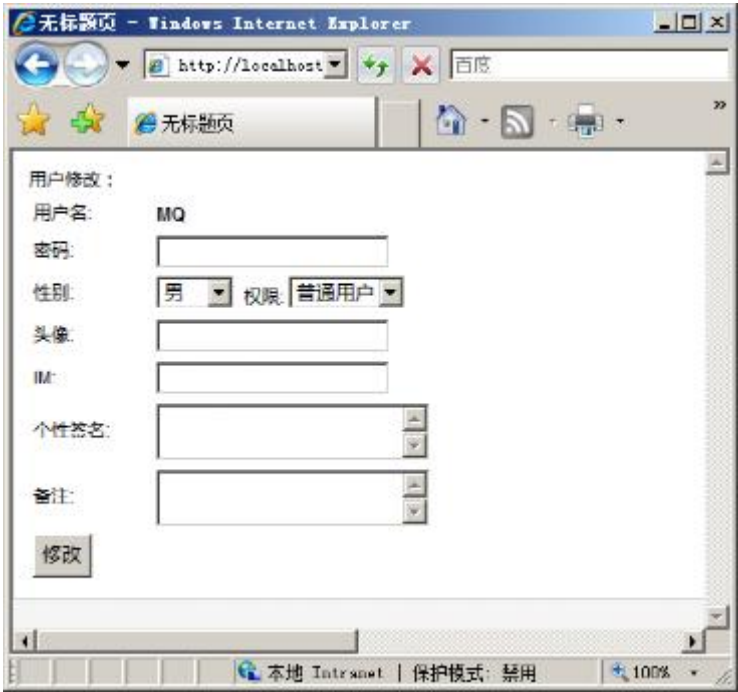 无标题页 - Windows Internet Explorer
http://localhost
百度
无标题页
»
用户修改：
用户名: MQ
密码:
性别: 男 权限: 普通用户
头像:
IM:
个性签名:
备注:
修改
本地 Intranet | 保护模式: 禁用 100%